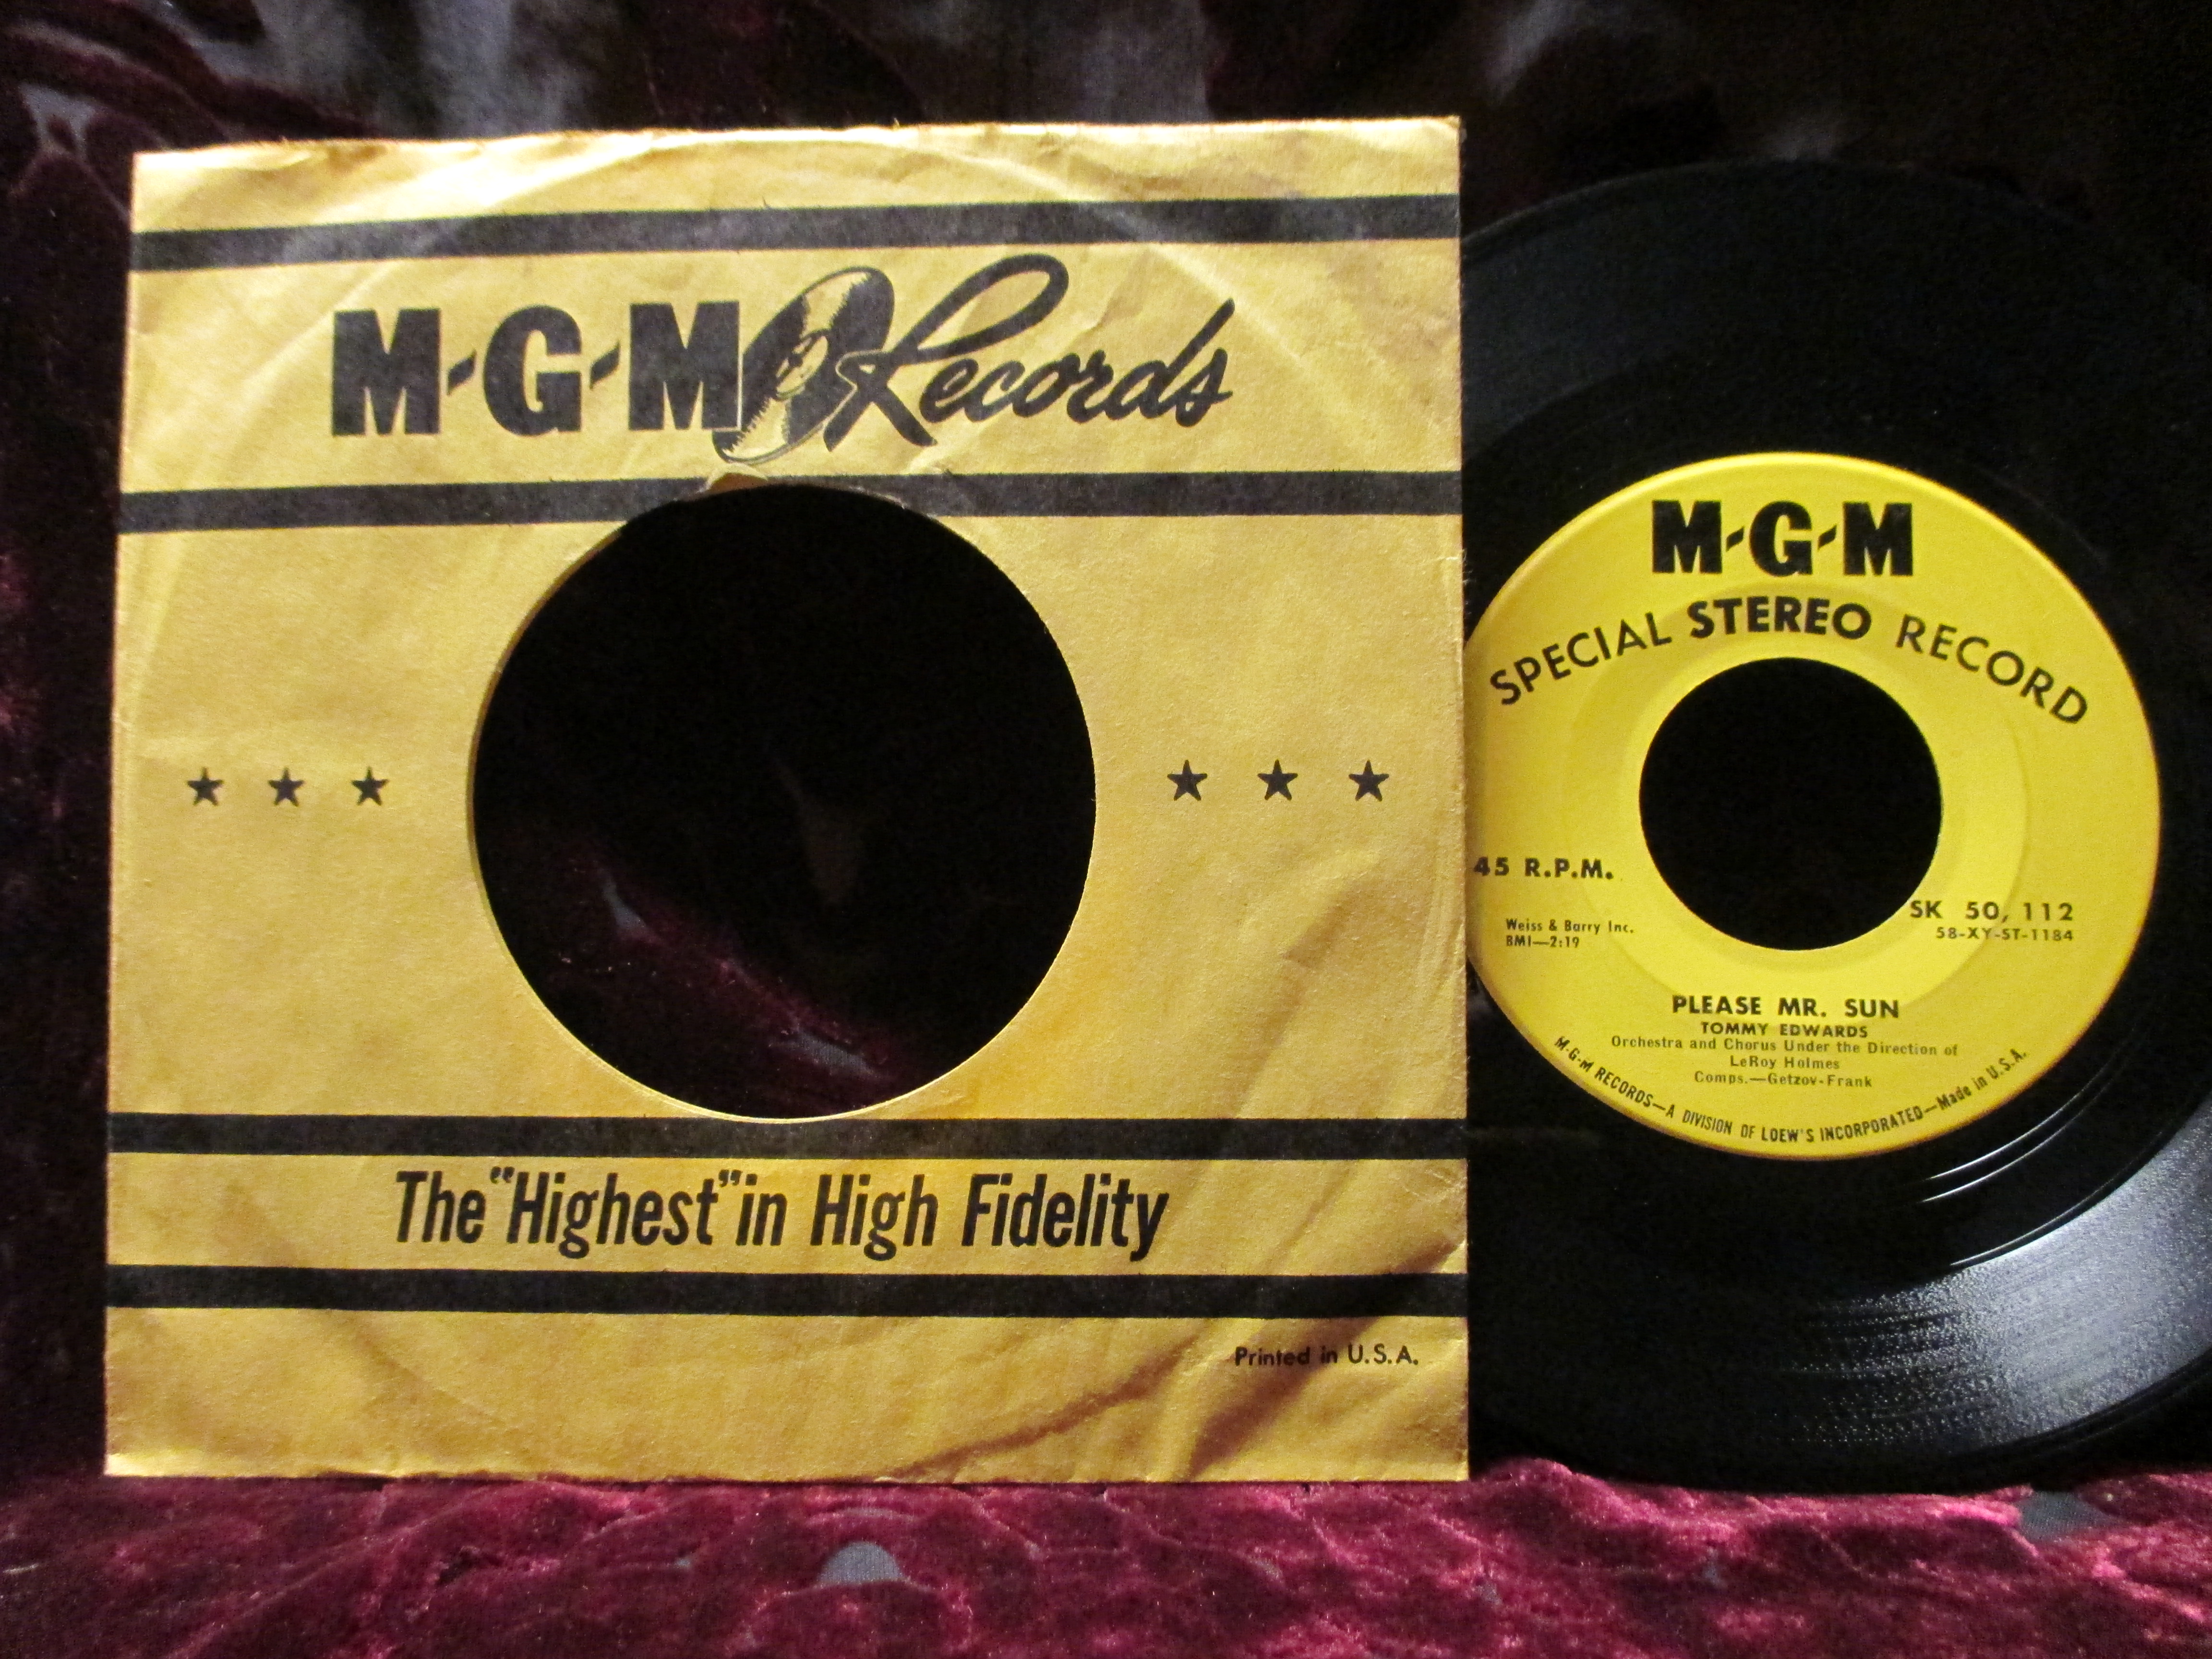 M-G-M Records
★ ★ ★ ★ ★ ★
The "Highest" in High Fidelity
Printed in U.S.A.
M-G-M
SPECIAL STEREO RECORD
45 R.P.M.
Weiss & Barry Inc.
BMI—2:19
SK 50, 112
58-XY-ST-1184
PLEASE MR. SUN
TOMMY EDWARDS
Orchestra and Chorus Under the Direction of
LeRoy Holmes
Comps.—Getzov-Frank
M-G-M RECORDS—A DIVISION OF LOEW'S INCORPORATED—Made in U.S.A.